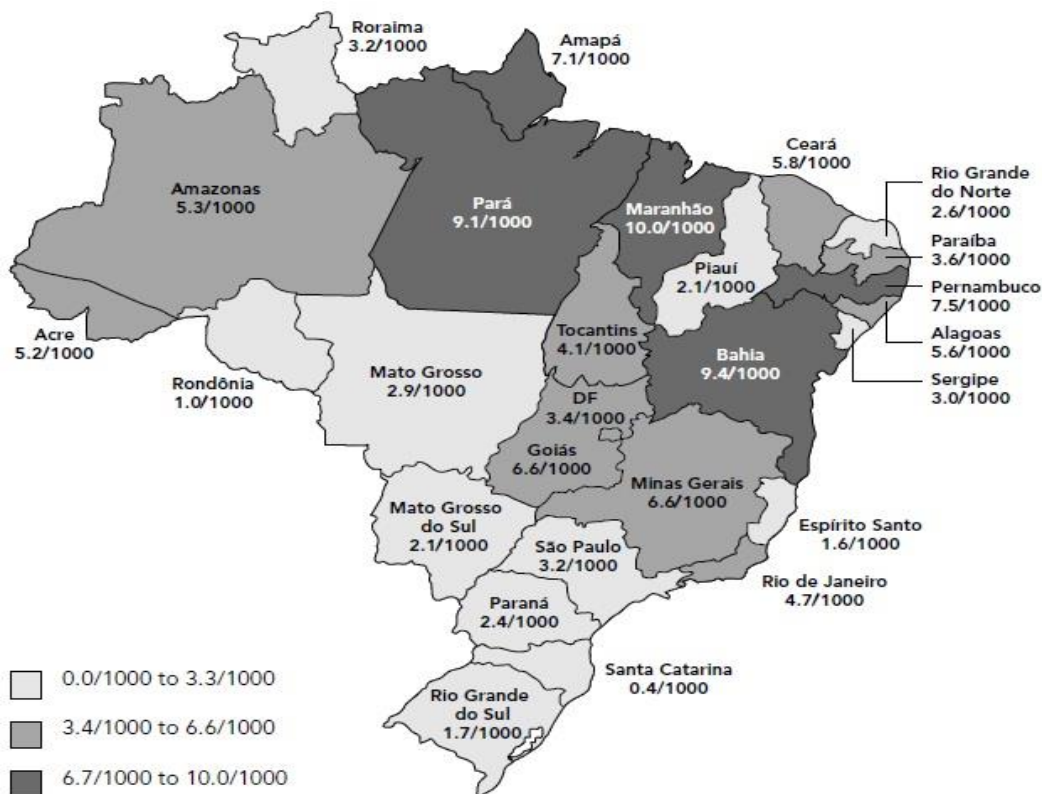 Roraima
3.2/1000
Amapá
7.1/1000
Ceará
5.8/1000
Rio Grande
do Norte
2.6/1000
Amazonas
5.3/1000
Pará
9.1/1000
Maranhão
10.0/1000
Paraíba
3.6/1000
Piauí
2.1/1000
Pernambuco
7.5/1000
Acre
5.2/1000
Tocantins
4.1/1000
Alagoas
5.6/1000
Rondônia
1.0/1000
Mato Grosso
2.9/1000
Bahia
9.4/1000
Sergipe
3.0/1000
DF
3.4/1000
Goiás
6.6/1000
Minas Gerais
6.6/1000
Mato Grosso
do Sul
2.1/1000
São Paulo
3.2/1000
Espírito Santo
1.6/1000
Rio de Janeiro
4.7/1000
Paraná
2.4/1000
Santa Catarina
0.4/1000
Rio Grande
do Sul
1.7/1000
0.0/1000 to 3.3/1000
3.4/1000 to 6.6/1000
6.7/1000 to 10.0/1000